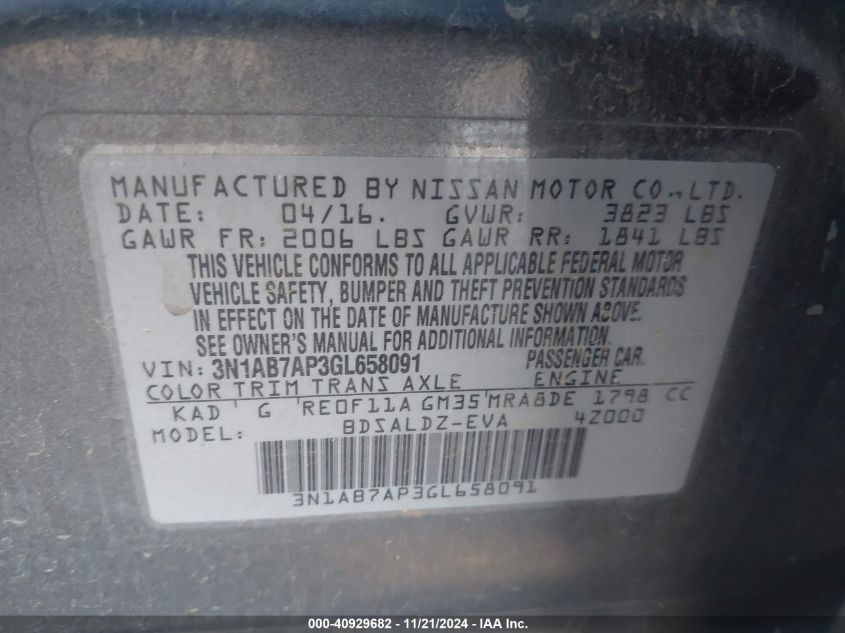 MANUFACTURED BY NISSAN MOTOR CO.,LTD.
DATE: 04/16. GVWR: 3823 LBS
GAWR FR: 2006 LBS GAWR RR: 1841 LBS
THIS VEHICLE CONFORMS TO ALL APPLICABLE FEDERAL MOTOR
VEHICLE SAFETY, BUMPER AND THEFT PREVENTION STANDARDS
IN EFFECT ON THE DATE OF MANUFACTURE SHOWN ABOVE.
SEE OWNER'S MANUAL FOR ADDITIONAL INFORMATION.
VIN: 3N1AB7AP3GL658091 PASSENGER CAR.
COLOR TRIM TRANS AXLE ENGINE
KAD G RE0F11A GM35 MRA8DE 1798 CC
MODEL: BDSALDZ-EVA 4Z000
3N1AB7AP3GL658091
000-40929682 - 11/21/2024 - IAA Inc.